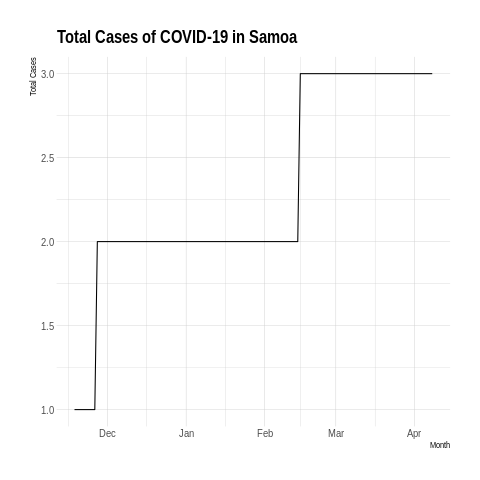 Total Cases of COVID-19 in Samoa
Total Cases
3.0
2.5
2.0
1.5
1.0
Dec Jan Feb Mar Apr
Month